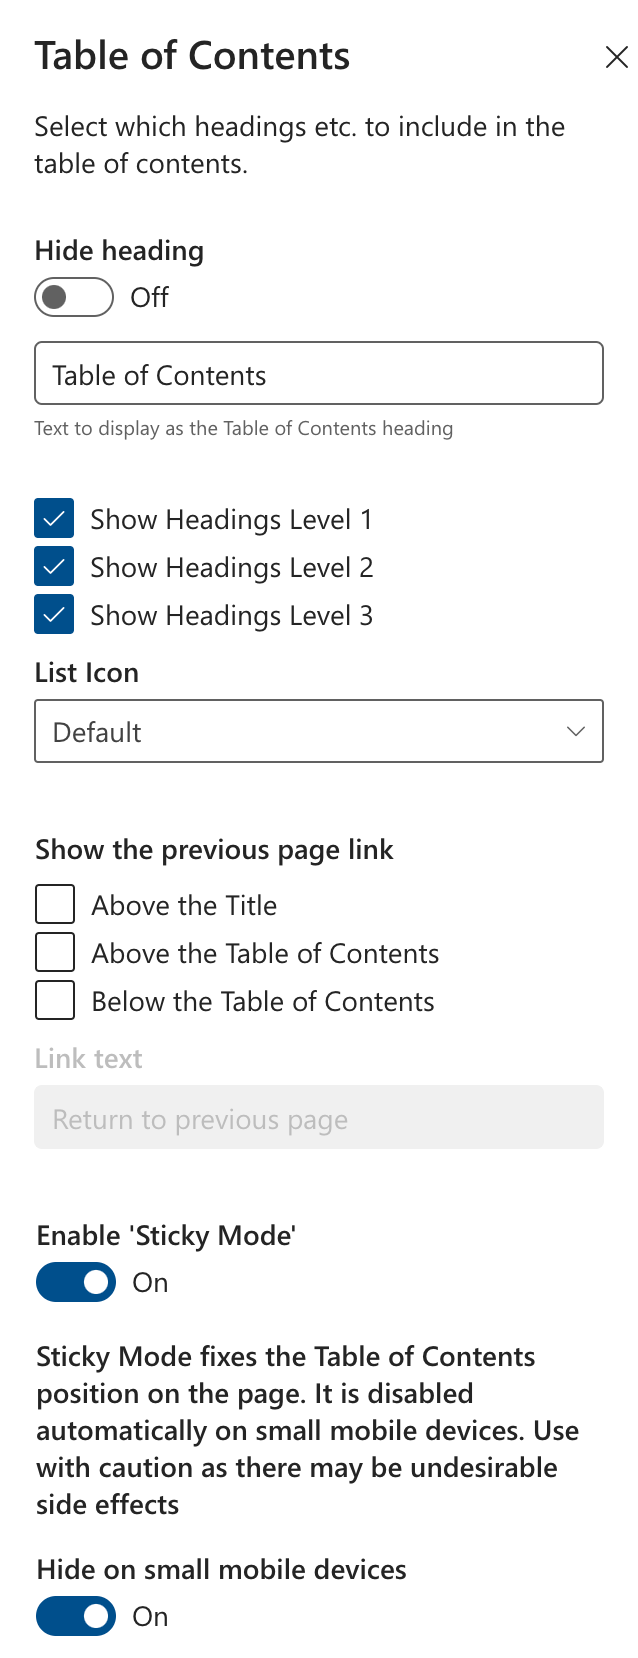 Table of Contents
Select which headings etc. to include in the
table of contents.
Hide heading
Off
Table of Contents
Text to display as the Table of Contents heading
Show Headings Level 1
Show Headings Level 2
Show Headings Level 3
List Icon
Default
Show the previous page link
Above the Title
Above the Table of Contents
Below the Table of Contents
Link text
Return to previous page
Enable 'Sticky Mode'
On
Sticky Mode fixes the Table of Contents
position on the page. It is disabled
automatically on small mobile devices. Use
with caution as there may be undesirable
side effects
Hide on small mobile devices
On